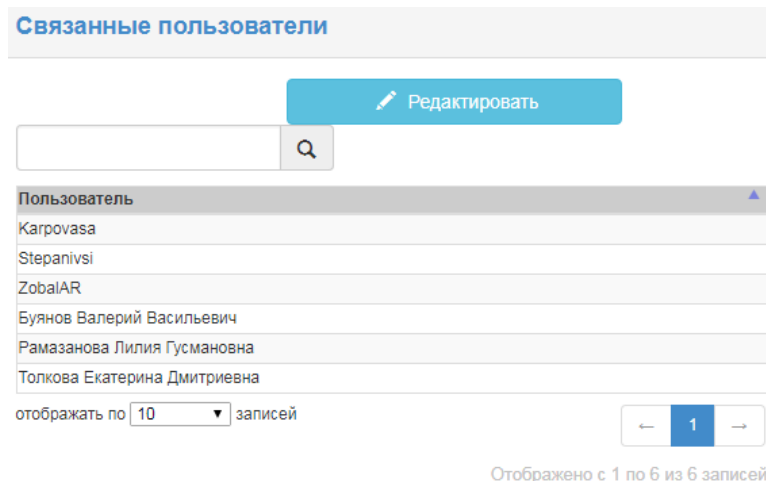 Связанные пользователи
Редактировать
Пользователь
Karpovasa
Stepanivsi
ZobalAR
Буянов Валерий Васильевич
Рамазанова Лилия Гусмановна
Толкова Екатерина Дмитриевна
отображать по 10 записей
← 1 →
Отображено с 1 по 6 из 6 записей